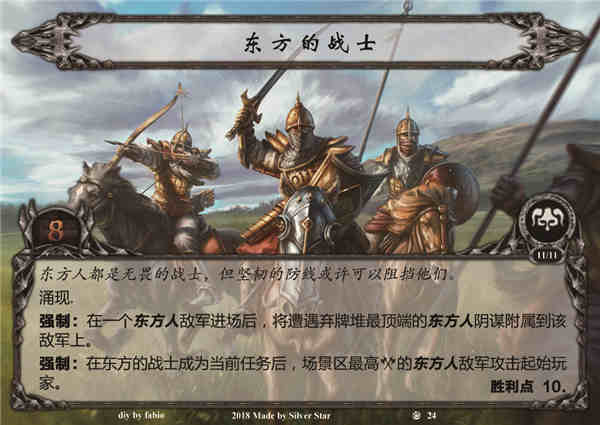 东方的战士
8
11/11
东方人都是无畏的战士，但坚韧的防线或许可以阻挡他们。
涌现.
强制：在一个东方人敌军进场后，将遭遇弃牌堆最顶端的东方人阴谋附属到该
敌军上。
强制：在东方的战士成为当前任务后，场景区最高的东方人敌军攻击起始玩
家。
胜利点 10.
diy by fabio 2018 Made by Silver Star 24